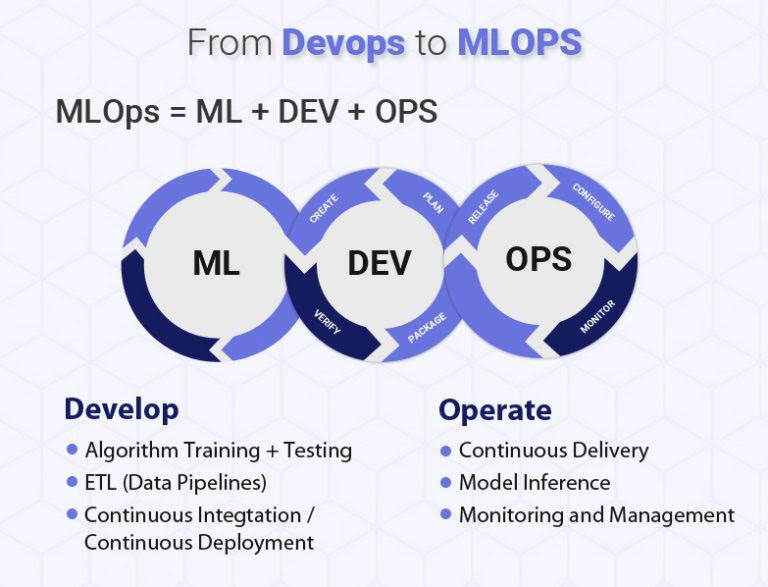 From Devops to MLOPS
MLOps = ML + DEV + OPS
ML
DEV
OPS
CREATE
PLAN
VERIFY
PACKAGE
RELEASE
CONFIGURE
MONITOR
Develop
Algorithm Training + Testing
ETL (Data Pipelines)
Continuous Integtation /
Continuous Deployment
Operate
Continuous Delivery
Model Inference
Monitoring and Management